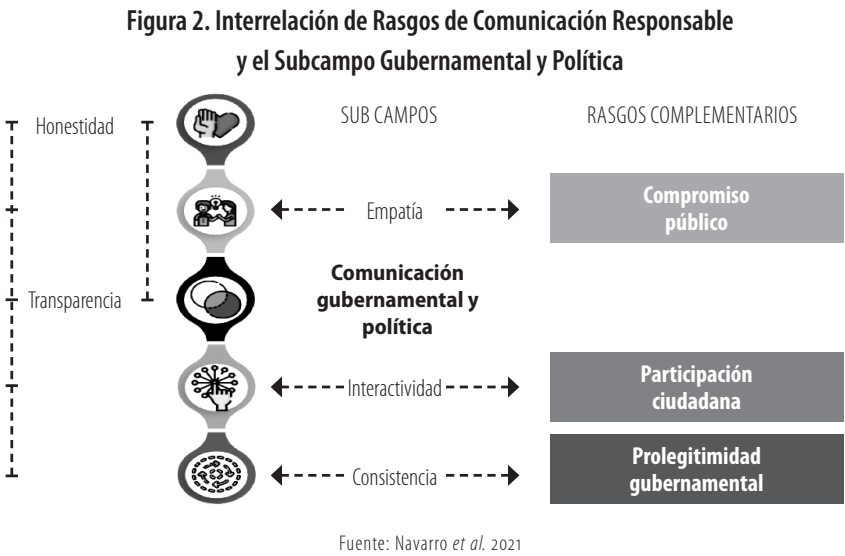 Figura 2. Interrelación de Rasgos de Comunicación Responsable
y el Subcampo Gubernamental y Política
SUB CAMPOS
RASGOS COMPLEMENTARIOS
Honestidad
Empatía
Compromiso
público
Transparencia
Comunicación
gubernamental y
política
Interactividad
Participación
ciudadana
Consistencia
Prolegitimidad
gubernamental
Fuente: Navarro et al. 2021